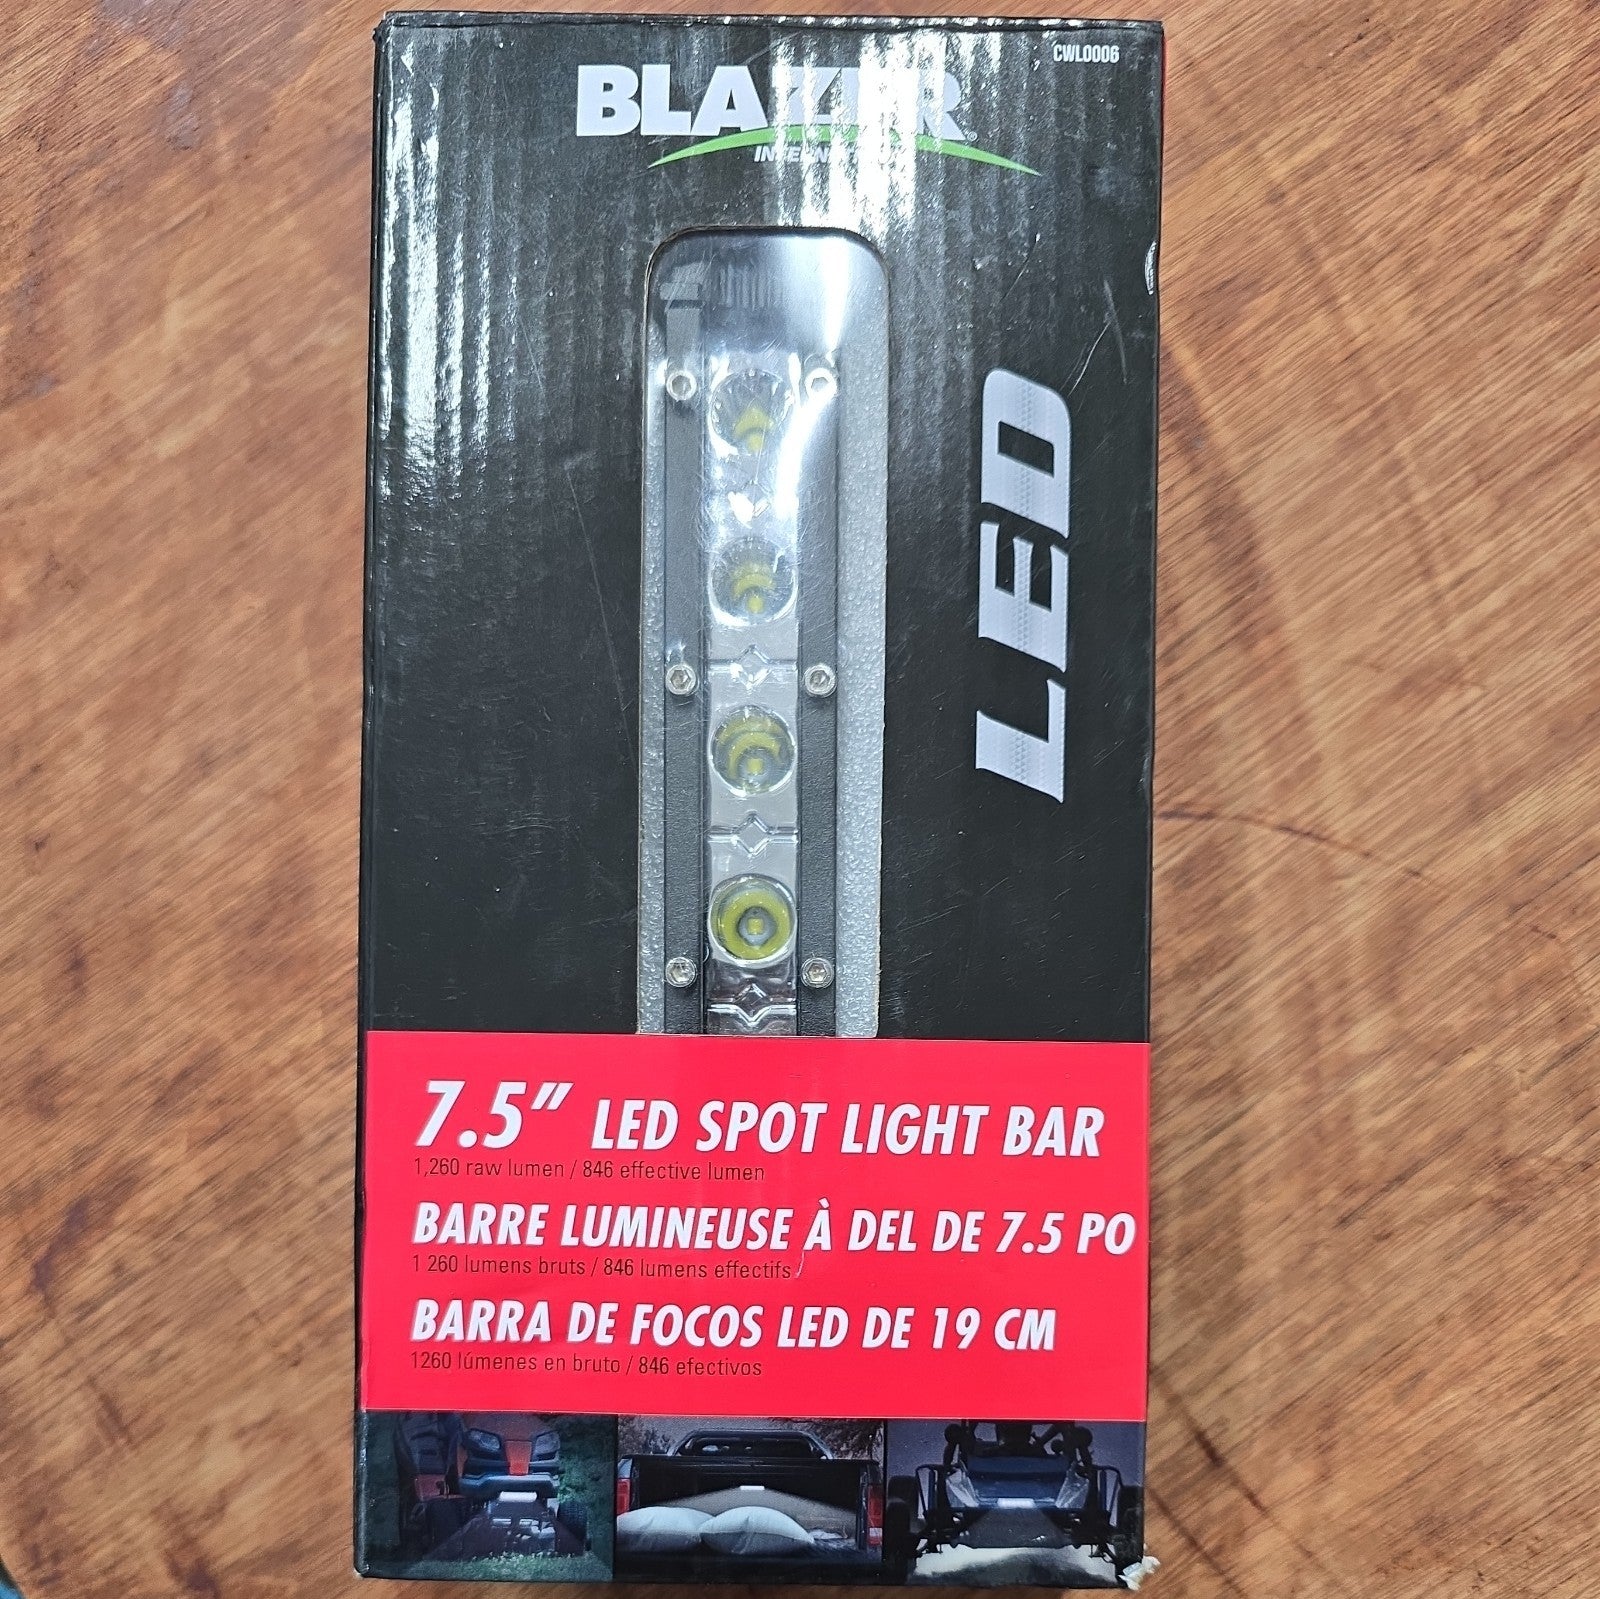 CWL0006
BLAZER
INTERNATIONAL
LED
7.5" LED SPOT LIGHT BAR
1,260 raw lumen / 846 effective lumen
BARRE LUMINEUSE À DEL DE 7.5 PO
1 260 lumens bruts / 846 lumens effectifs
BARRA DE FOCOS LED DE 19 CM
1260 lúmenes en bruto / 846 efectivos